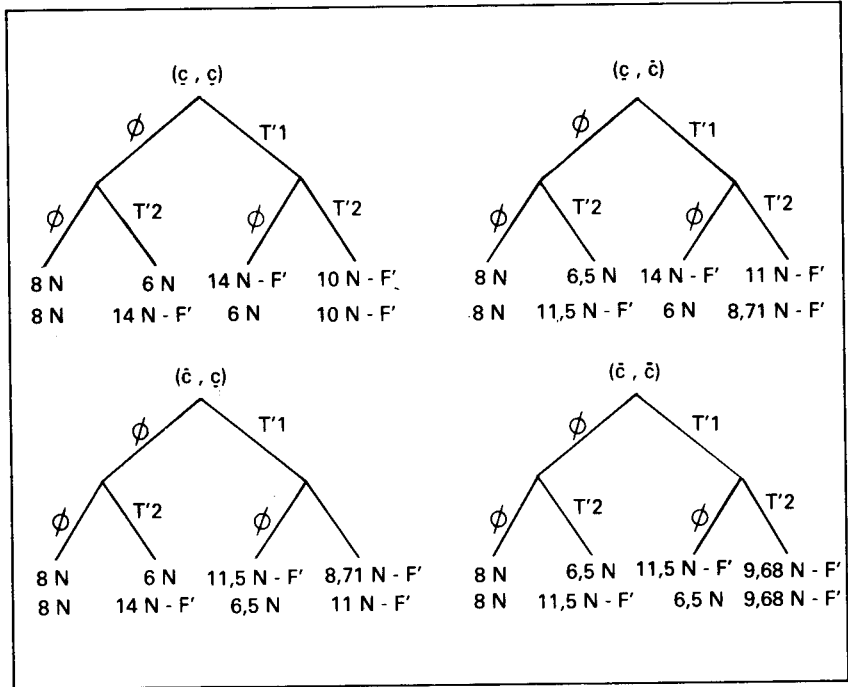 (c̣ , c̣) (c̣ , c̄)
ϕ T'1 ϕ T'1
ϕ T'2 ϕ T'2 ϕ T'2 ϕ T'2
8 N 6 N 14 N - F' 10 N - F' 8 N 6,5 N 14 N - F' 11 N - F'
8 N 14 N - F' 6 N 10 N - F' 8 N 11,5 N - F' 6 N 8,71 N - F'
(c̄ , c̣) (c̄ , c̄)
ϕ T'1 ϕ T'1
ϕ T'2 ϕ ϕ T'2 ϕ T'2
8 N 6 N 11,5 N - F' 8,71 N - F' 8 N 6,5 N 11,5 N - F' 9,68 N - F'
8 N 14 N - F' 6,5 N 11 N - F' 8 N 11,5 N - F' 6,5 N 9,68 N - F'